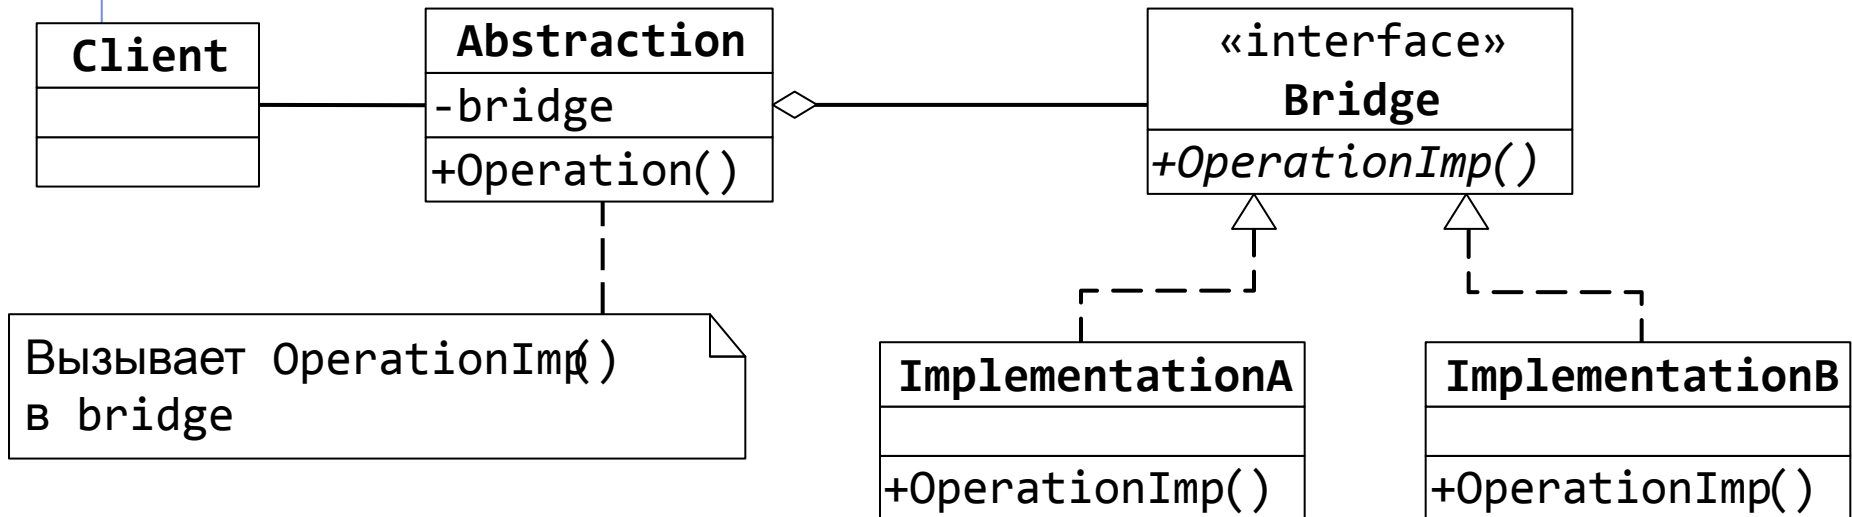 Client
Abstraction
-bridge
+Operation()
«interface»
Bridge
+OperationImp()
Вызывает OperationImp()
в bridge
ImplementationA
+OperationImp()
ImplementationB
+OperationImp()